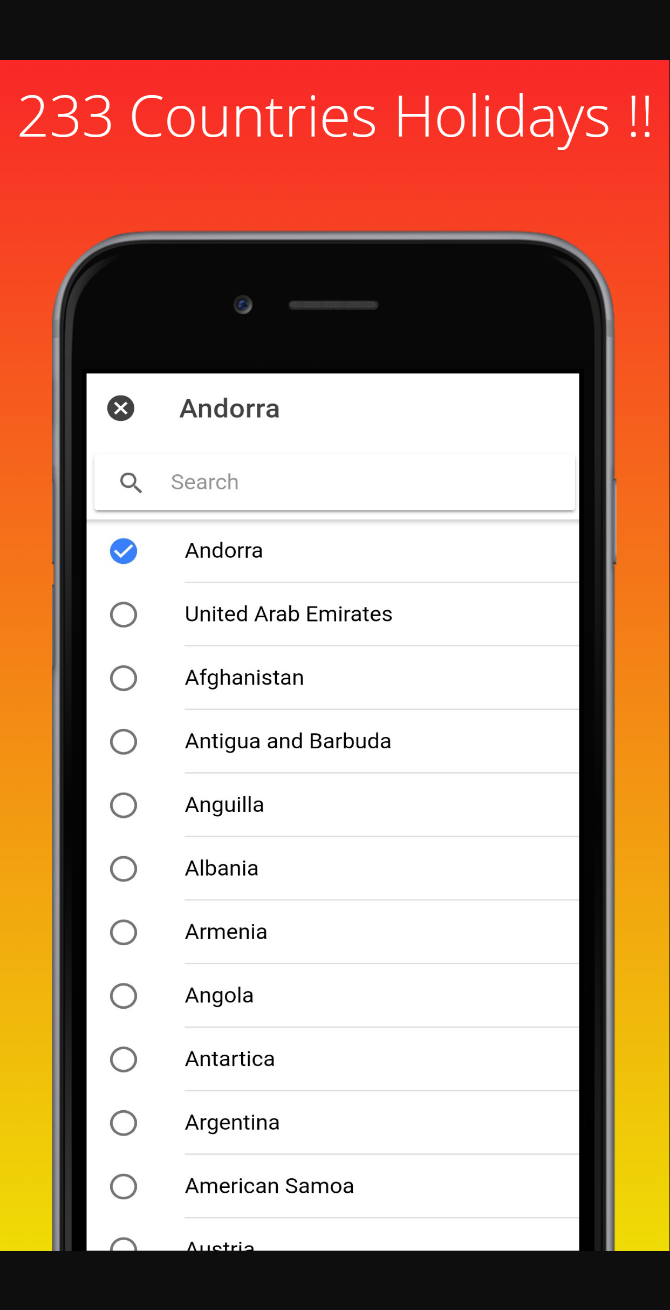 233 Countries Holidays !!
Andorra
Search
Andorra
United Arab Emirates
Afghanistan
Antigua and Barbuda
Anguilla
Albania
Armenia
Angola
Antartica
Argentina
American Samoa
Austria